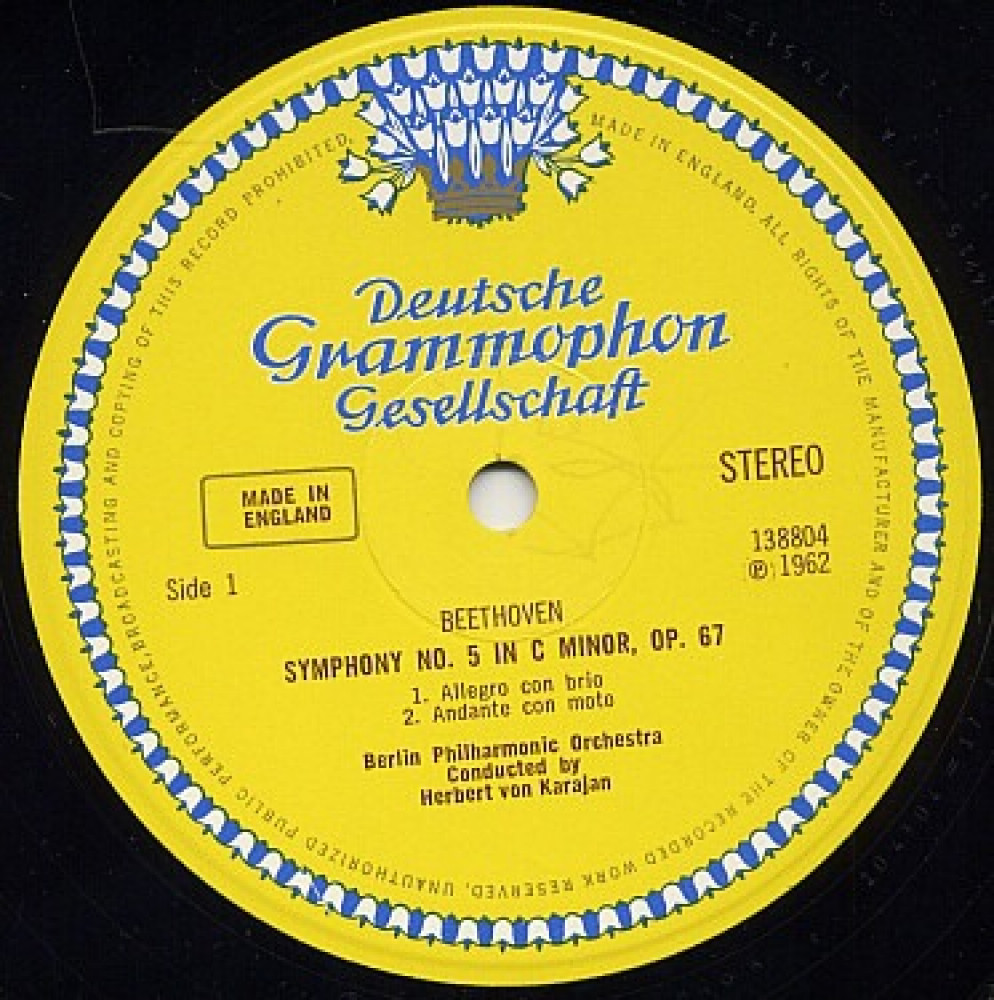 MADE IN ENGLAND. ALL RIGHTS OF THE MANUFACTURER AND OF THE OWNER OF THE RECORDED WORK RESERVED. UNAUTHORIZED PUBLIC PERFORMANCE BROADCASTING AND COPYING OF THIS RECORD PROHIBITED.
Deutsche
Grammophon
Gesellschaft
STEREO
MADE IN
ENGLAND
138804
℗ 1962
Side 1
BEETHOVEN
SYMPHONY NO. 5 IN C MINOR, OP. 67
1. Allegro con brio
2. Andante con moto
Berlin Philharmonic Orchestra
Conducted by
Herbert von Karajan